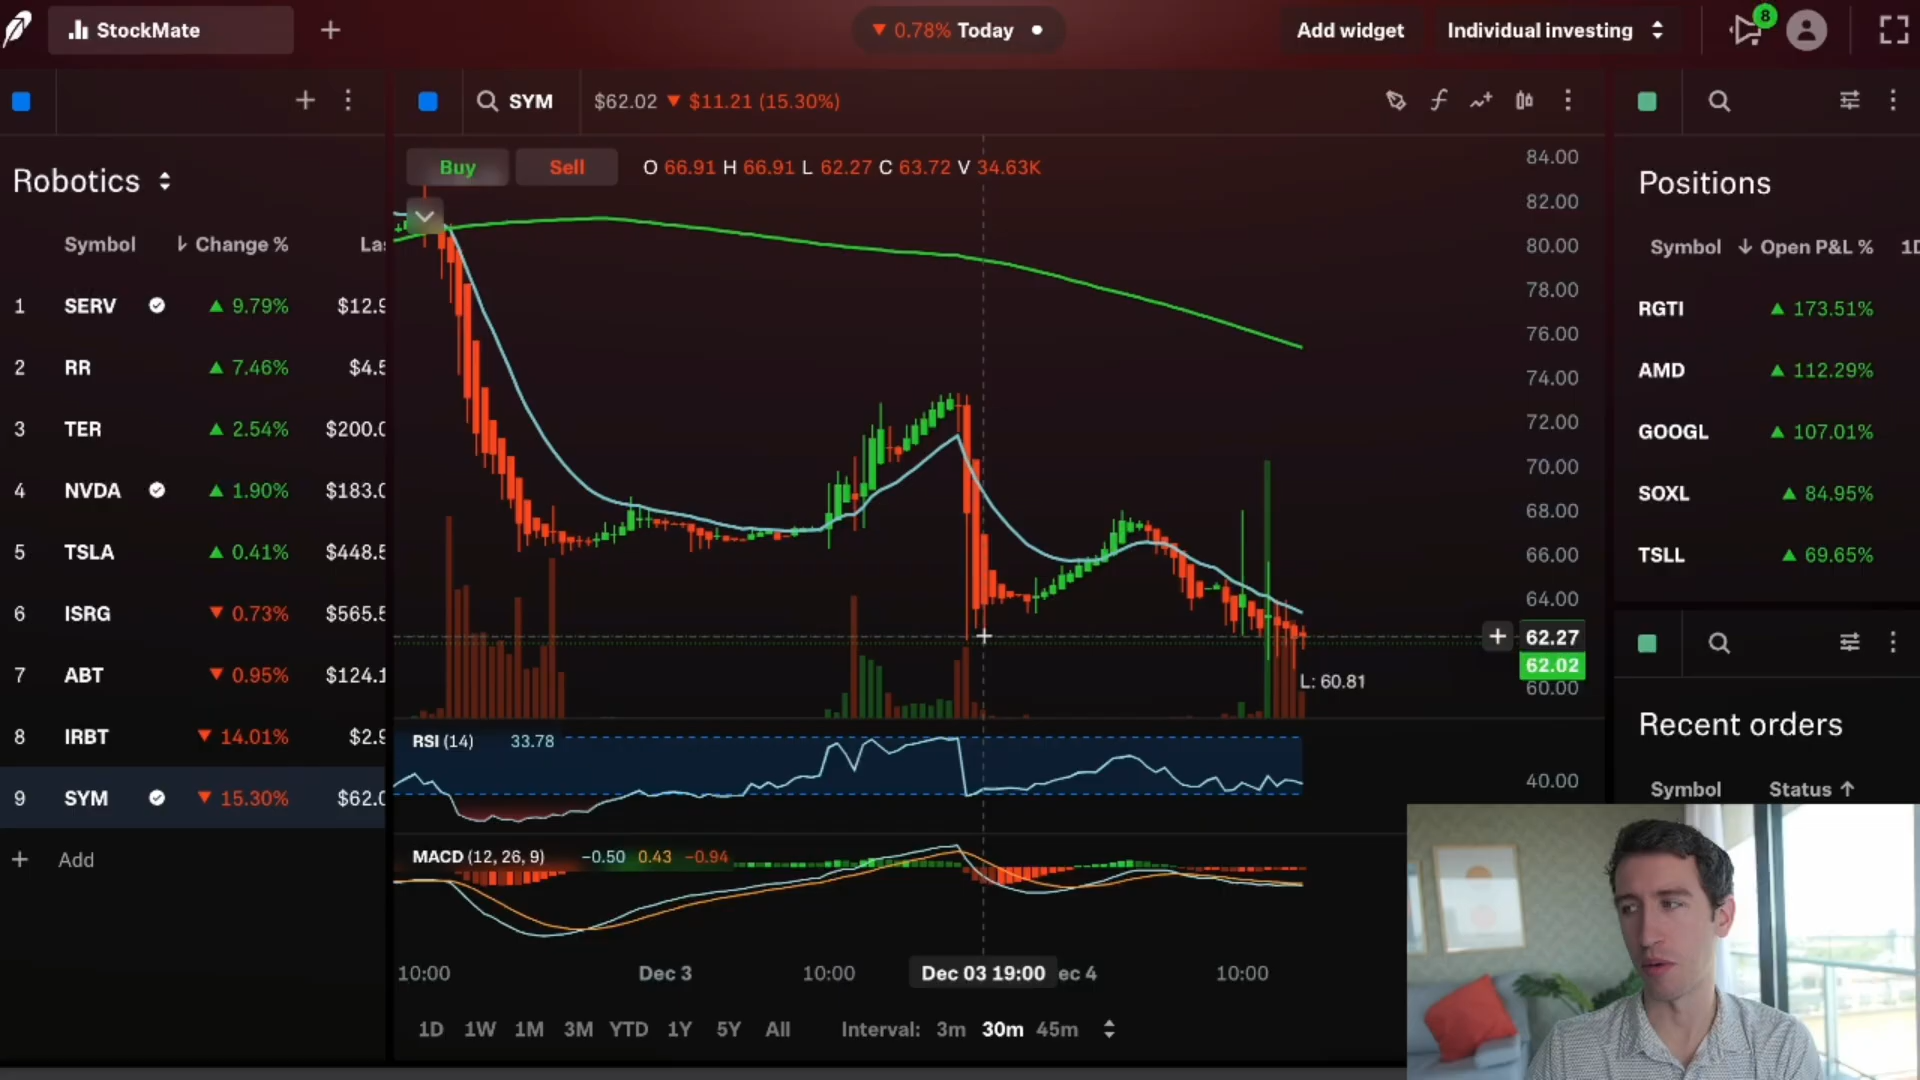 StockMate
0.78% Today
Add widget
Individual investing
8
SYM
$62.02 $11.21 (15.30%)
Robotics
Symbol Change %
1 SERV 9.79%
2 RR 7.46%
3 TER 2.54%
4 NVDA 1.90%
5 TSLA 0.41%
6 ISRG 0.73%
7 ABT 0.95%
8 IRBT 14.01%
9 SYM 15.30%
Add
Buy Sell O 66.91 H 66.91 L 62.27 C 63.72 V 34.63K
84.00
82.00
80.00
78.00
76.00
74.00
72.00
70.00
68.00
66.00
64.00
62.27
62.02
60.00
L: 60.81
RSI (14) 33.78
40.00
MACD (12, 26, 9) −0.50 0.43 −0.94
10:00 Dec 3 10:00 Dec 03 19:00 ec 4 10:00
1D 1W 1M 3M YTD 1Y 5Y All Interval: 3m 30m 45m
Positions
Symbol Open P&L % 1D
RGTI 173.51%
AMD 112.29%
GOOGL 107.01%
SOXL 84.95%
TSLL 69.65%
Recent orders
Symbol Status